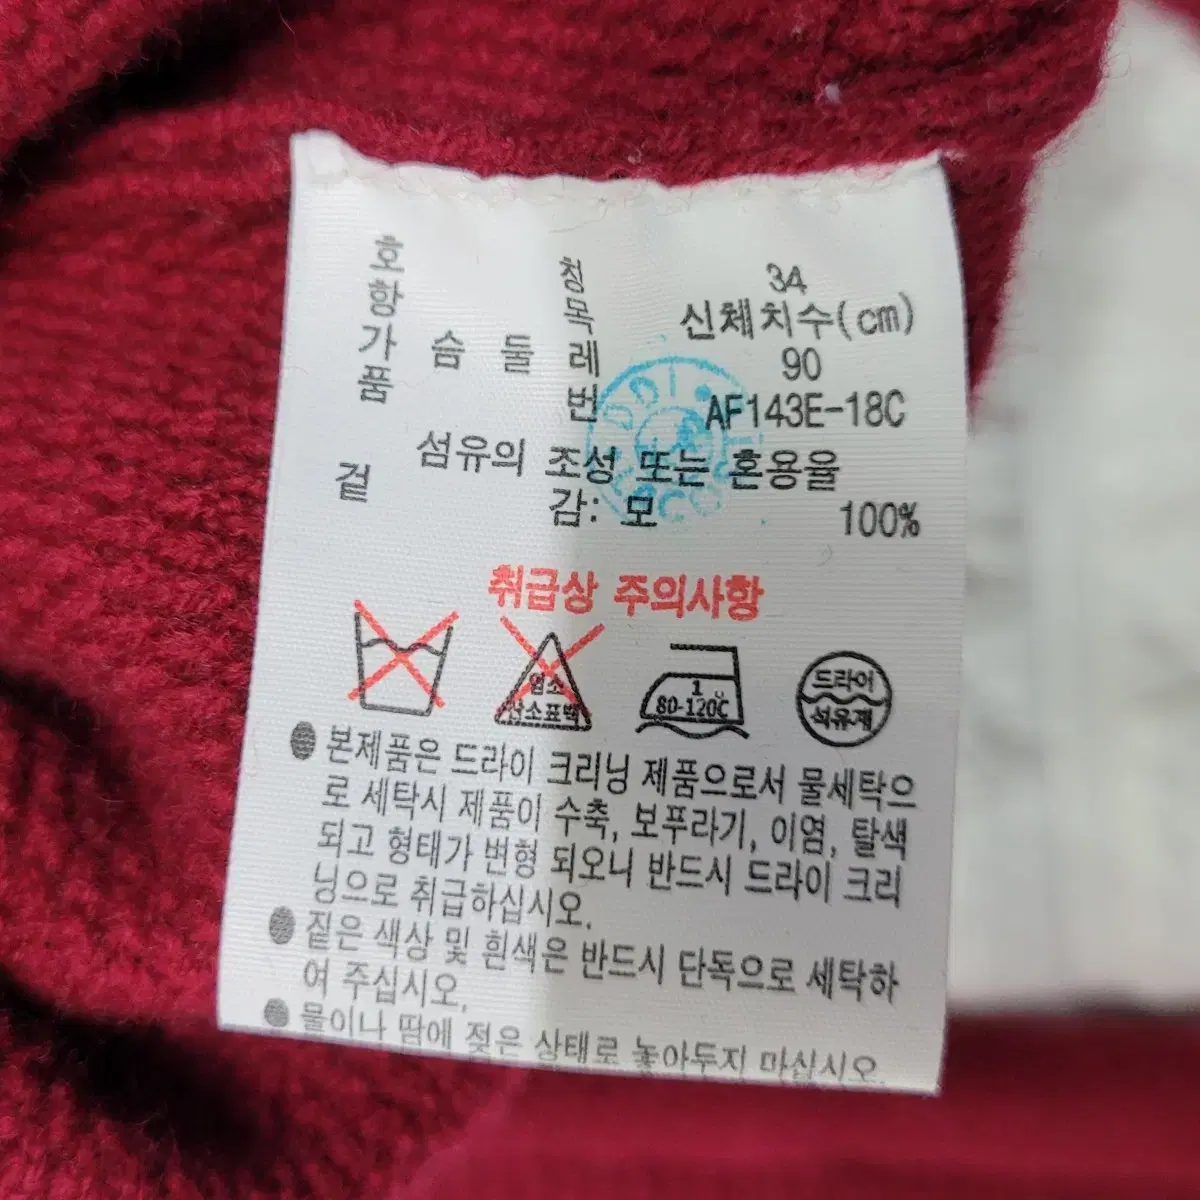 호 칭 34
항 목 신체치수(cm)
가 슴 둘 레 90
품 번 AF143E-18C
섬유의 조성 또는 혼용율
겉 감: 모 100%
취급상 주의사항
염소
산소표백
1
80-120℃
드라이
석유제
● 본제품은 드라이 크리닝 제품으로서 물세탁으
로 세탁시 제품이 수축, 보푸라기, 이염, 탈색
되고 형태가 변형 되오니 반드시 드라이 크리
닝으로 취급하십시오.
● 짙은 색상 및 흰색은 반드시 단독으로 세탁하
여 주십시오.
● 물이나 땀에 젖은 상태로 놓아두지 마십시오.